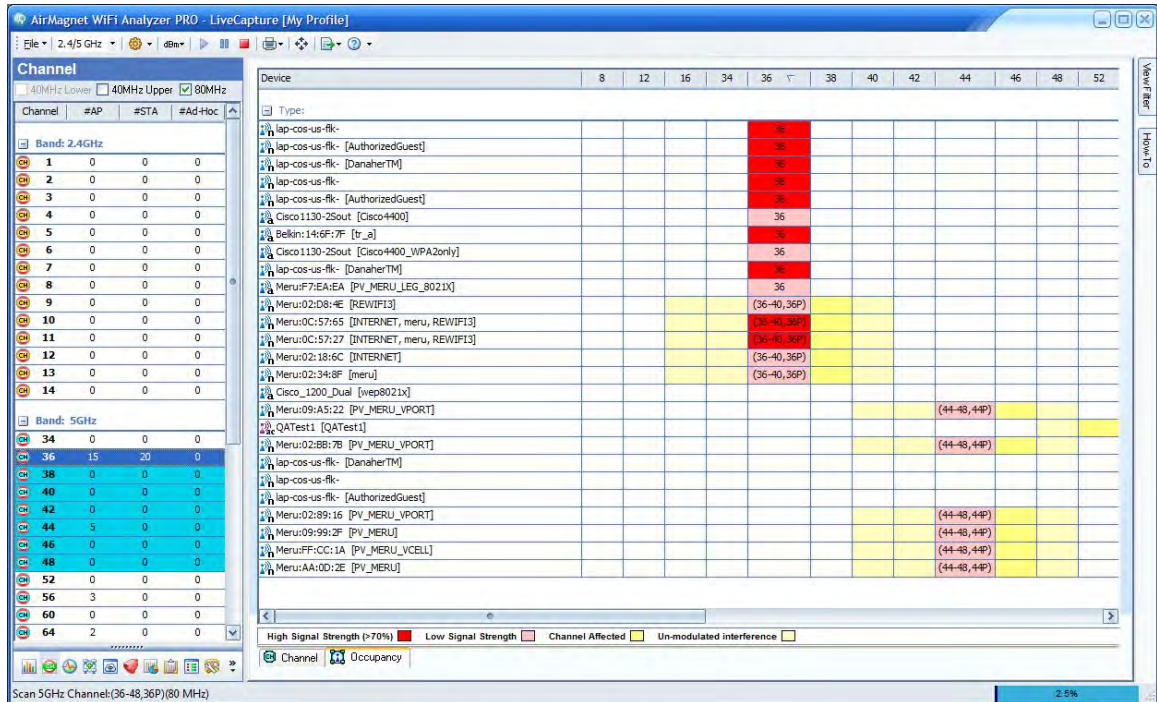 AirMagnet WiFi Analyzer PRO - LiveCapture [My Profile]
File 2.4/5 GHz dBm
Channel
40MHz Lower 40MHz Upper 80MHz
Channel #AP #STA #Ad-Hoc
Band: 2.4GHz
1 0 0 0
2 0 0 0
3 0 0 0
4 0 0 0
5 0 0 0
6 0 0 0
7 0 0 0
8 0 0 0
9 0 0 0
10 0 0 0
11 0 0 0
12 0 0 0
13 0 0 0
14 0 0 0
Band: 5GHz
34 0 0 0
36 15 20 0
38 0 0 0
40 0 0 0
42 0 0 0
44 5 0 0
46 0 0 0
48 0 0 0
52 0 0 0
56 3 0 0
60 0 0 0
64 2 0 0
Device 8 12 16 34 36 38 40 42 44 46 48 52
Type:
lap-cos-us-flk- 36
lap-cos-us-flk- [AuthorizedGuest] 36
lap-cos-us-flk- [DanaherTM] 36
lap-cos-us-flk- 36
lap-cos-us-flk- [AuthorizedGuest] 36
Cisco1130-2Sout [Cisco4400] 36
Belkin:14:6F:7F [tr_a] 36
Cisco1130-2Sout [Cisco4400_WPA2only] 36
lap-cos-us-flk- [DanaherTM] 36
Meru:F7:EA:EA [PV_MERU_LEG_8021X] 36
Meru:02:D8:4E [REWIFI3] (36-40,36P)
Meru:0C:57:65 [INTERNET, meru, REWIFI3] (36-40,36P)
Meru:0C:57:27 [INTERNET, meru, REWIFI3] (36-40,36P)
Meru:02:18:6C [INTERNET] (36-40,36P)
Meru:02:34:8F [meru] (36-40,36P)
Cisco_1200_Dual [wep8021x]
Meru:09:A5:22 [PV_MERU_VPORT] (44-48,44P)
QATest1 [QATest1]
Meru:02:BB:7B [PV_MERU_VPORT] (44-48,44P)
lap-cos-us-flk- [DanaherTM]
lap-cos-us-flk-
lap-cos-us-flk- [AuthorizedGuest]
Meru:02:89:16 [PV_MERU_VPORT] (44-48,44P)
Meru:09:99:2F [PV_MERU] (44-48,44P)
Meru:FF:CC:1A [PV_MERU_VCELL] (44-48,44P)
Meru:AA:0D:2E [PV_MERU] (44-48,44P)
High Signal Strength (>70%) Low Signal Strength Channel Affected Un-modulated interference
Channel Occupancy
View Filter
How-To
Scan 5GHz Channel:(36-48,36P)(80 MHz) 2.5%